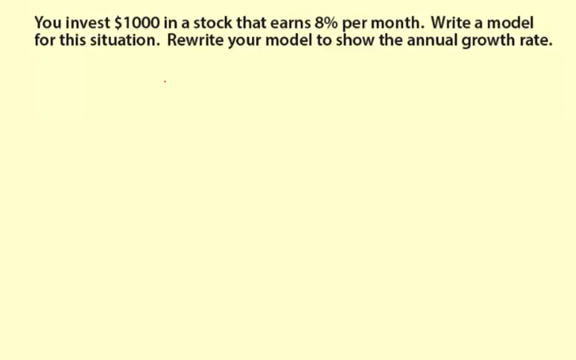 You invest $1000 in a stock that earns 8% per month. Write a model
for this situation. Rewrite your model to show the annual growth rate.